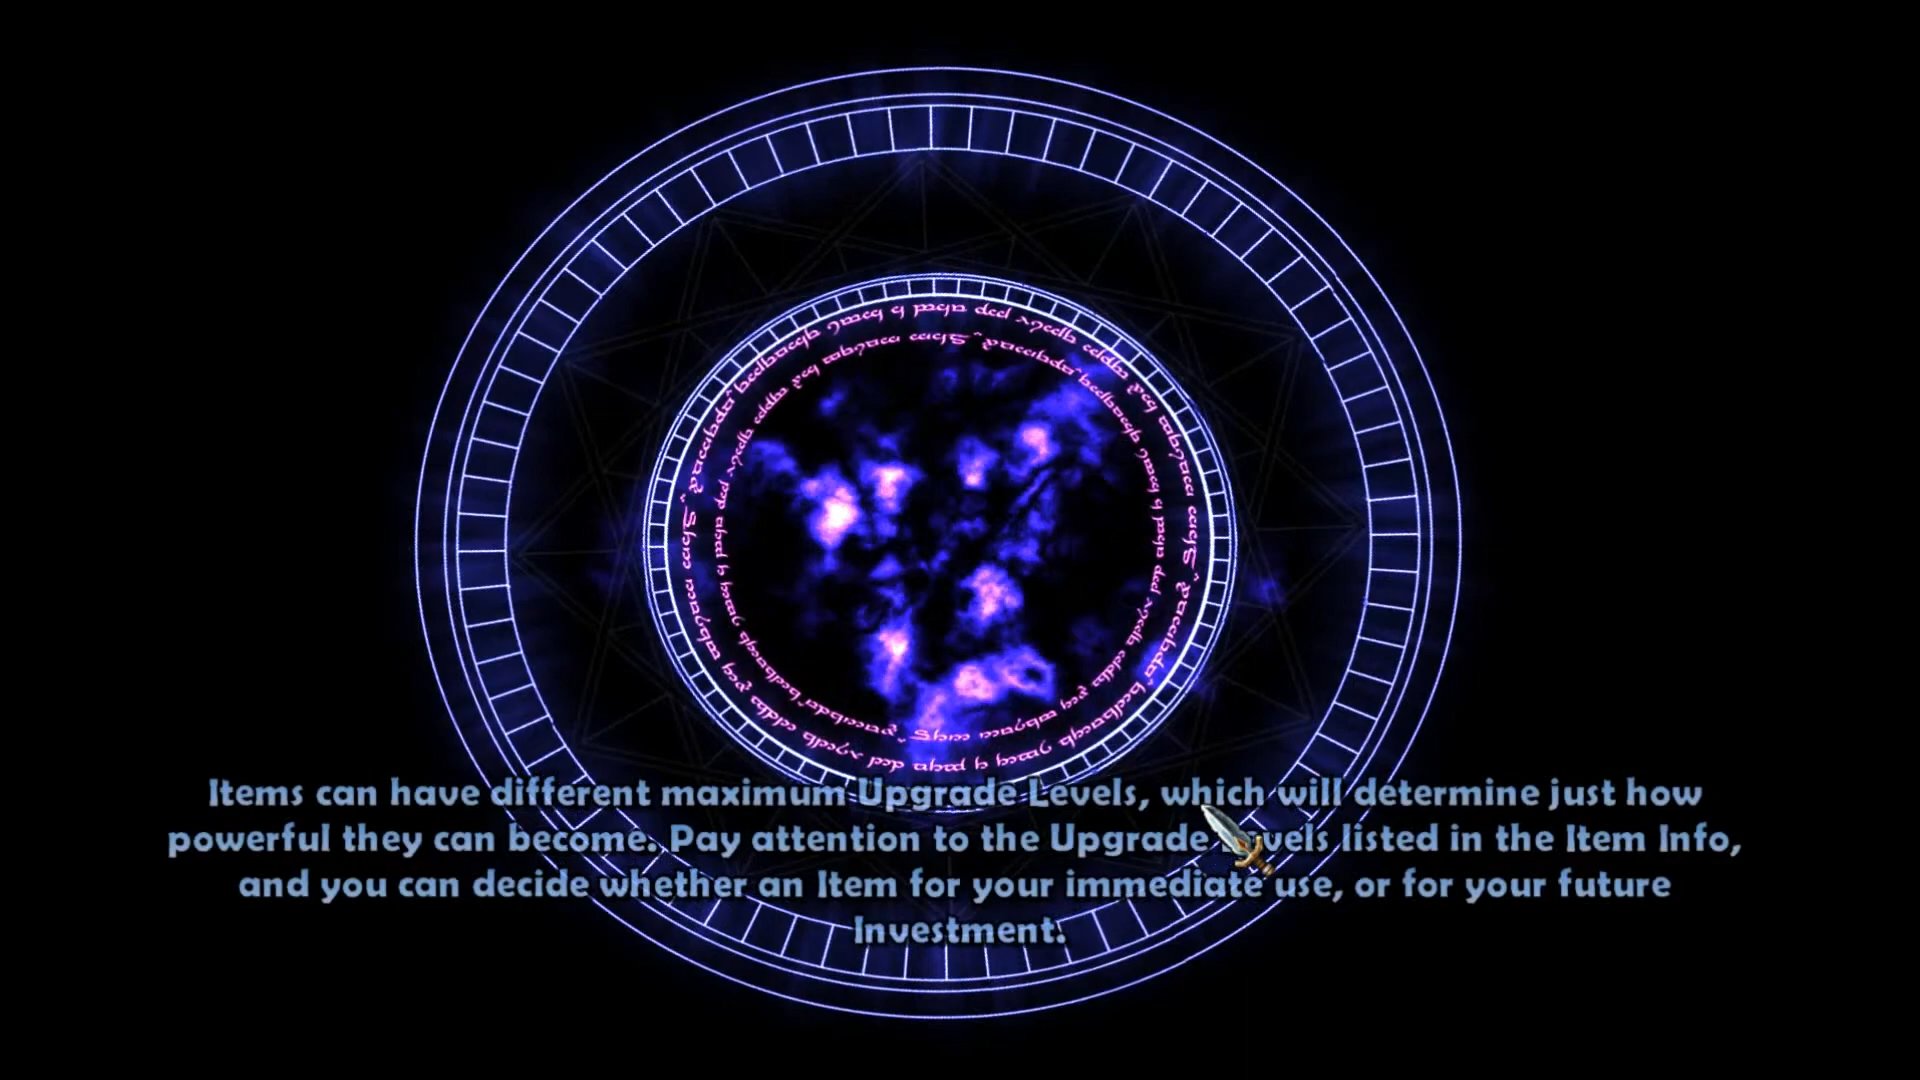 Items can have different maximum Upgrade Levels, which will determine just how
powerful they can become. Pay attention to the Upgrade Levels listed in the Item Info,
and you can decide whether an Item for your immediate use, or for your future
Investment.